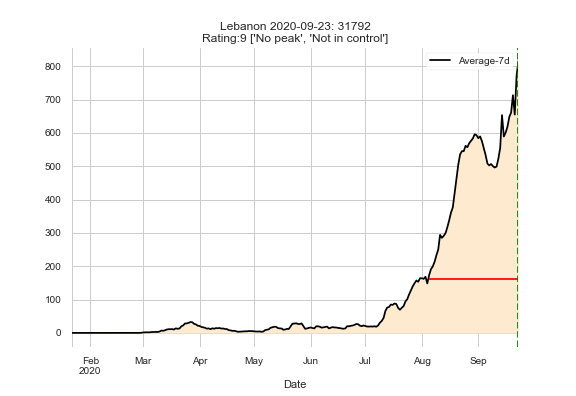 Lebanon 2020-09-23: 31792
Rating:9 ['No peak', 'Not in control']
Average-7d
800
700
600
500
400
300
200
100
0
Feb Mar Apr May Jun Jul Aug Sep
2020
Date